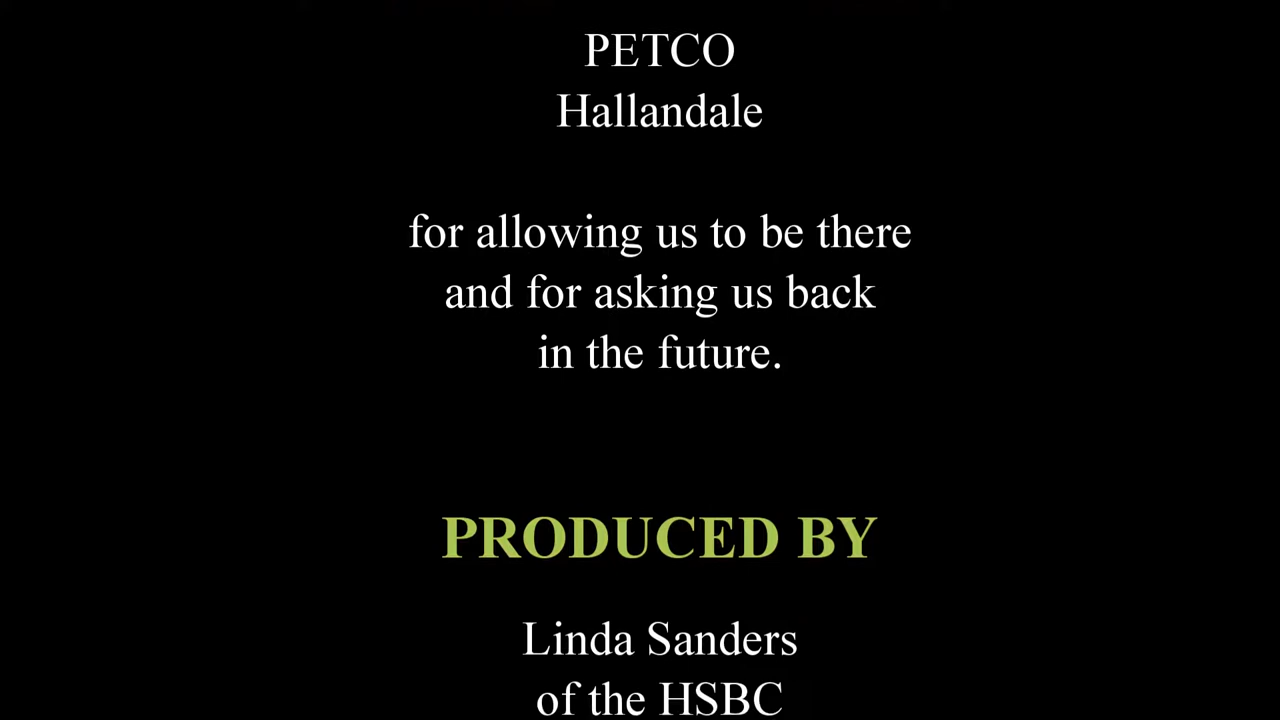 PETCO
Hallandale
for allowing us to be there
and for asking us back
in the future.
PRODUCED BY
Linda Sanders
of the HSBC